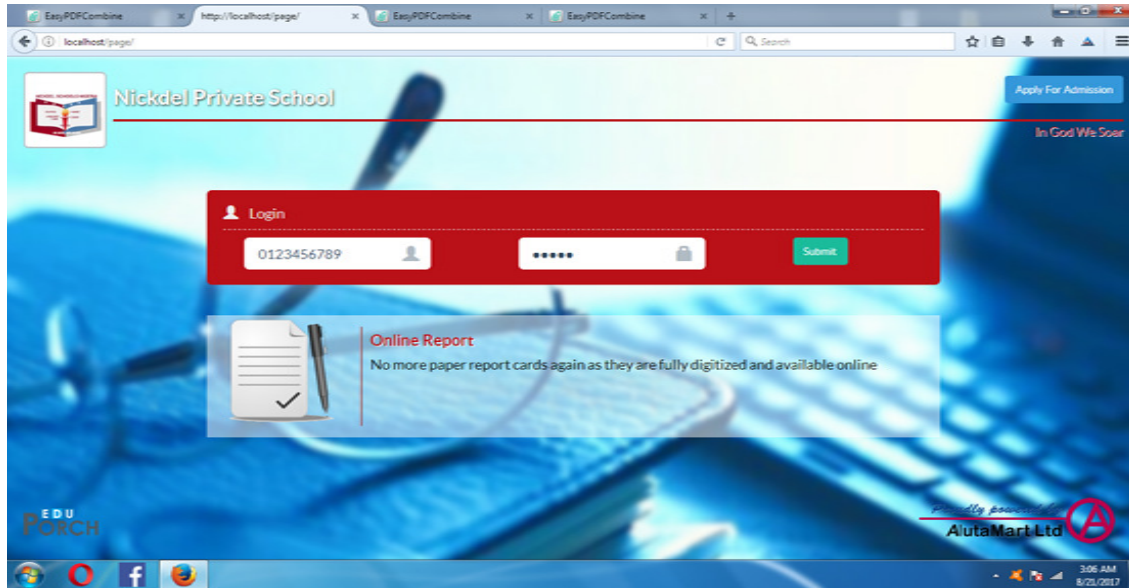 EasyPDFCombine
http://localhost/page/
EasyPDFCombine
EasyPDFCombine
localhost/page/
Search
Nickdel Private School
Apply For Admission
In God We Soar
Login
0123456789
Submit
Online Report
No more paper report cards again as they are fully digitized and available online
EDU
PORCH
Proudly powered by
AlutaMart Ltd
3:06 AM
8/21/2017